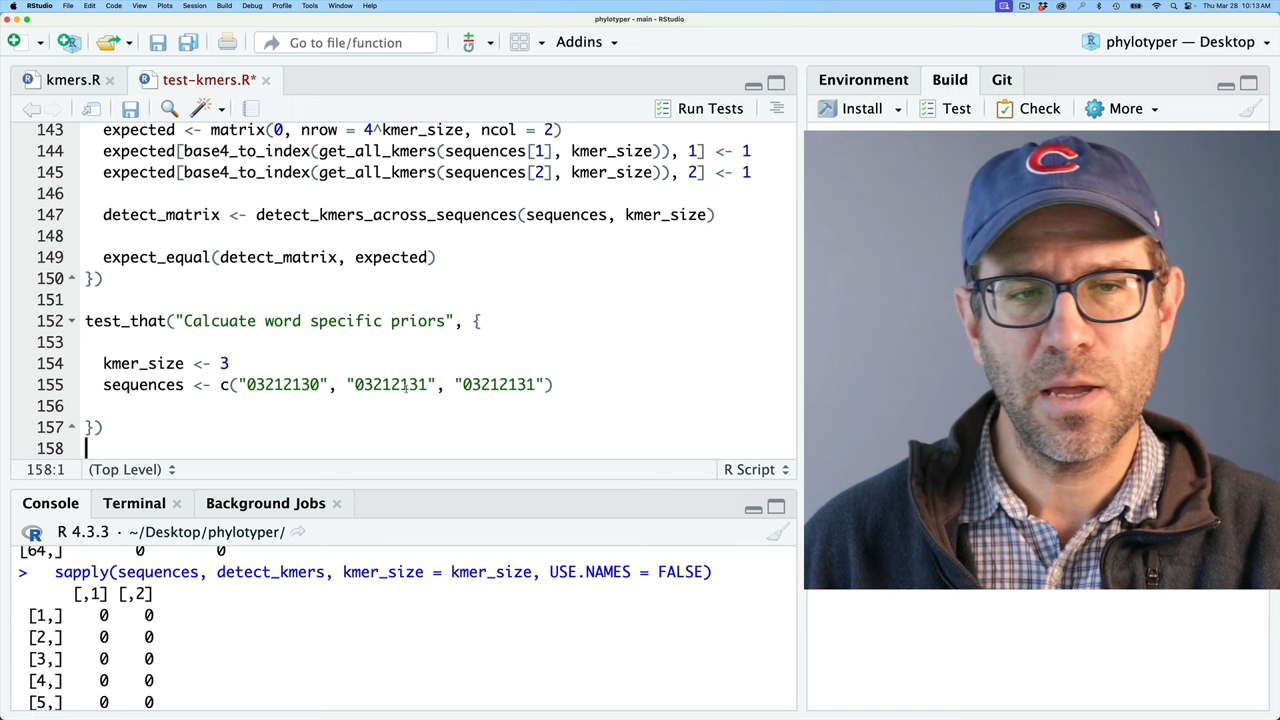 RStudio File Edit Code View Plots Session Build Debug Profile Tools Window Help Thu Mar 28 10:13 AM
phylotyper - main - RStudio
Go to file/function Addins phylotyper — Desktop
kmers.R test-kmers.R* Environment Build Git
Run Tests Install Test Check More
143 expected <- matrix(0, nrow = 4^kmer_size, ncol = 2)
144 expected[base4_to_index(get_all_kmers(sequences[1], kmer_size)), 1] <- 1
145 expected[base4_to_index(get_all_kmers(sequences[2], kmer_size)), 2] <- 1
146
147 detect_matrix <- detect_kmers_across_sequences(sequences, kmer_size)
148
149 expect_equal(detect_matrix, expected)
150 })
151
152 test_that("Calcuate word specific priors", {
153
154 kmer_size <- 3
155 sequences <- c("03212130", "03212131", "03212131")
156
157 })
158
158:1 (Top Level) R Script
Console Terminal Background Jobs
R 4.3.3 · ~/Desktop/phylotyper/
[64,] 0 0
> sapply(sequences, detect_kmers, kmer_size = kmer_size, USE.NAMES = FALSE)
[,1] [,2]
[1,] 0 0
[2,] 0 0
[3,] 0 0
[4,] 0 0
[5,] 0 0